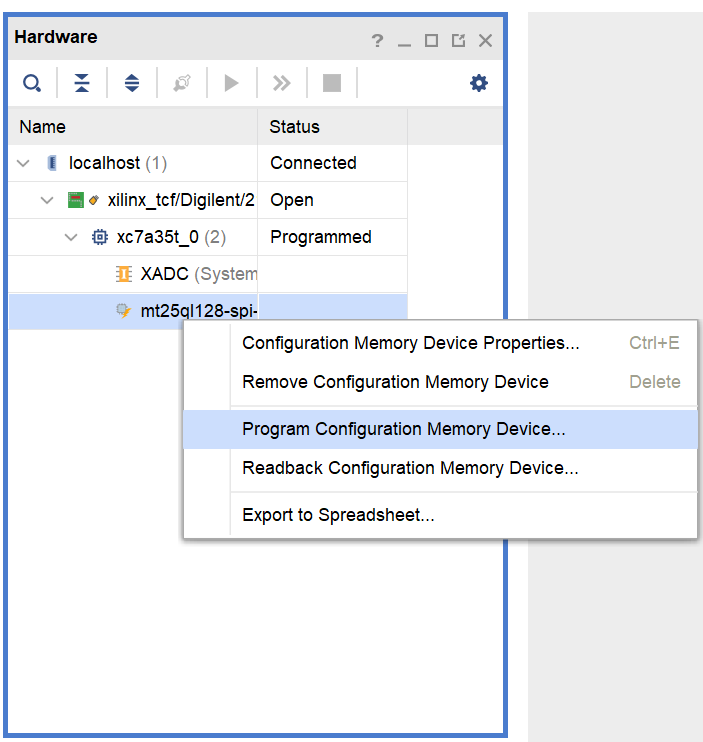 Hardware
Name Status
localhost (1) Connected
xilinx_tcf/Digilent/2 Open
xc7a35t_0 (2) Programmed
XADC (System
mt25ql128-spi-
Configuration Memory Device Properties... Ctrl+E
Remove Configuration Memory Device Delete
Program Configuration Memory Device...
Readback Configuration Memory Device...
Export to Spreadsheet...